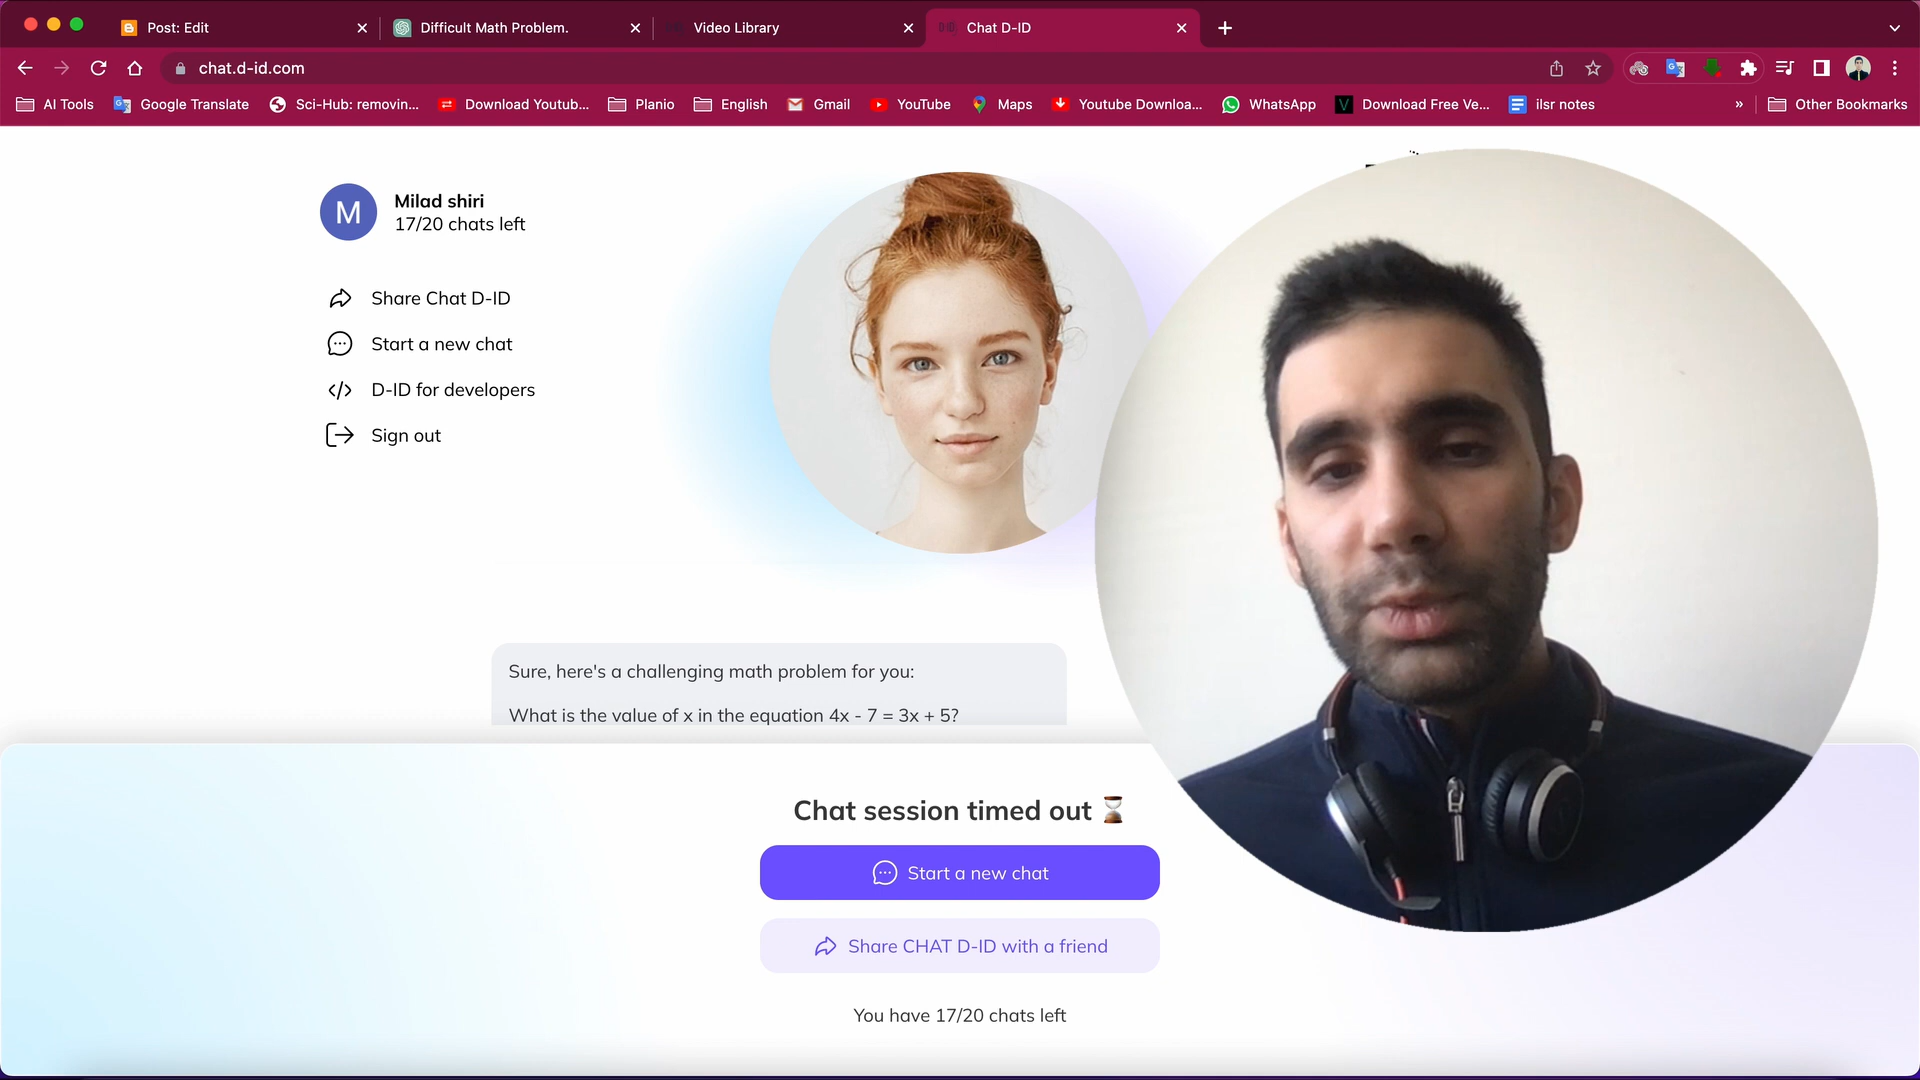 Post: Edit
Difficult Math Problem.
Video Library
Chat D-ID
chat.d-id.com
AI Tools
Google Translate
Sci-Hub: removin...
Download Youtub...
Planio
English
Gmail
YouTube
Maps
Youtube Downloa...
WhatsApp
Download Free Ve...
ilsr notes
»
Other Bookmarks
M
Milad shiri
17/20 chats left
Share Chat D-ID
Start a new chat
D-ID for developers
Sign out
Sure, here's a challenging math problem for you:
What is the value of x in the equation 4x - 7 = 3x + 5?
Chat session timed out ⏳
Start a new chat
Share CHAT D-ID with a friend
You have 17/20 chats left